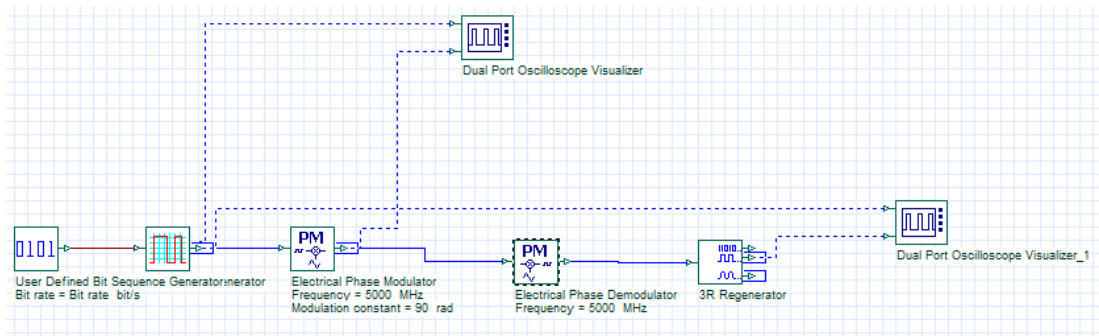 Dual Port Oscilloscope Visualizer
0101
PM
PM
User Defined Bit Sequence Generator
Bit rate = Bit rate bit/s
Electrical Phase Modulator
Frequency = 5000 MHz
Modulation constant = 90 rad
Electrical Phase Demodulator
Frequency = 5000 MHz
3R Regenerator
Dual Port Oscilloscope Visualizer_1